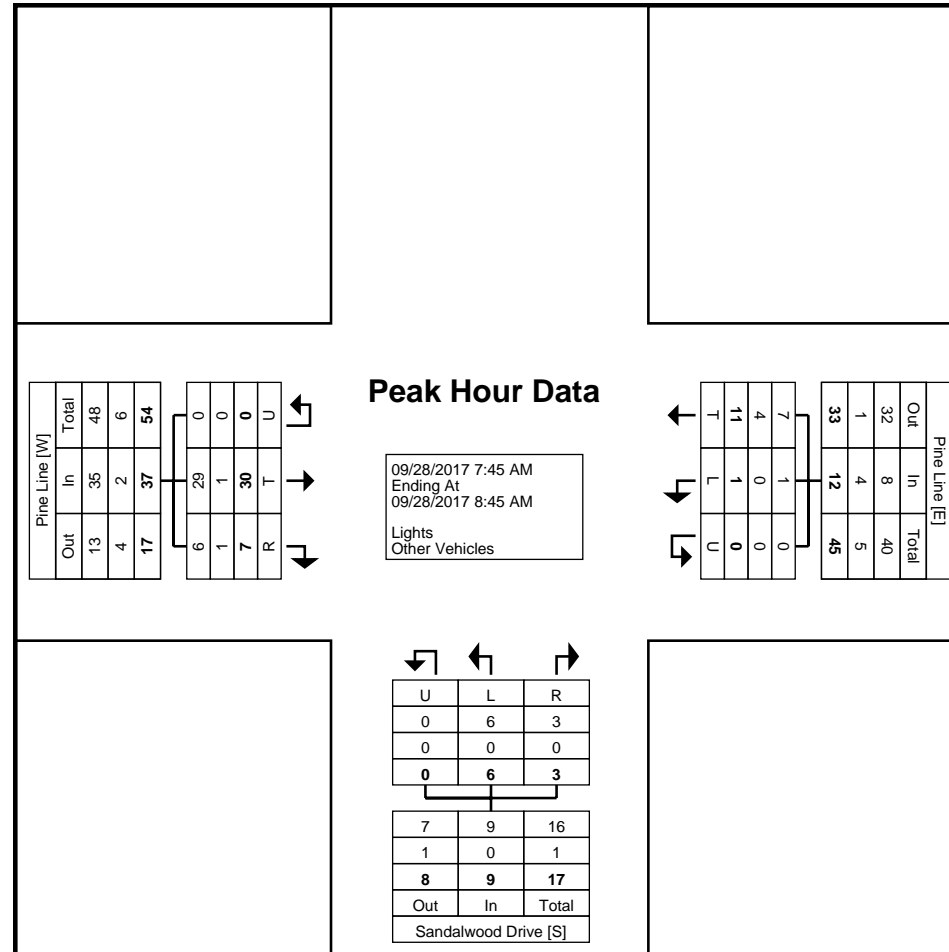 Peak Hour Data
09/28/2017 7:45 AM
Ending At
09/28/2017 8:45 AM
Lights
Other Vehicles
Pine Line [W]
Total 48 6 54
In 35 2 37
Out 13 4 17
0 0 0 U
29 1 30 T
6 1 7 R
Pine Line [E]
Out 32 1 33
In 8 4 12
Total 40 5 45
7 4 11 T
1 0 1 L
0 0 0 U
U L R
0 6 3
0 0 0
0 6 3
7 9 16
1 0 1
8 9 17
Out In Total
Sandalwood Drive [S]